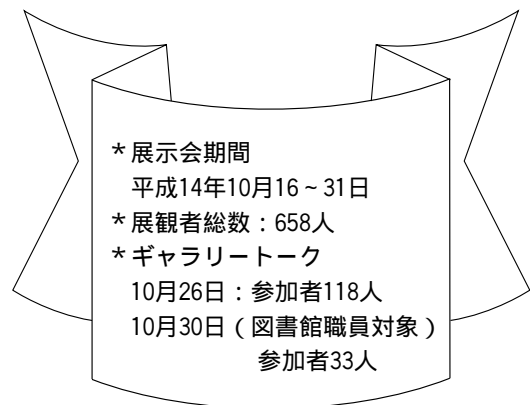 ＊展示会期間
平成14年10月16～31日
＊展観者総数：658人
＊ギャラリートーク
10月26日：参加者118人
10月30日（図書館職員対象）
参加者33人